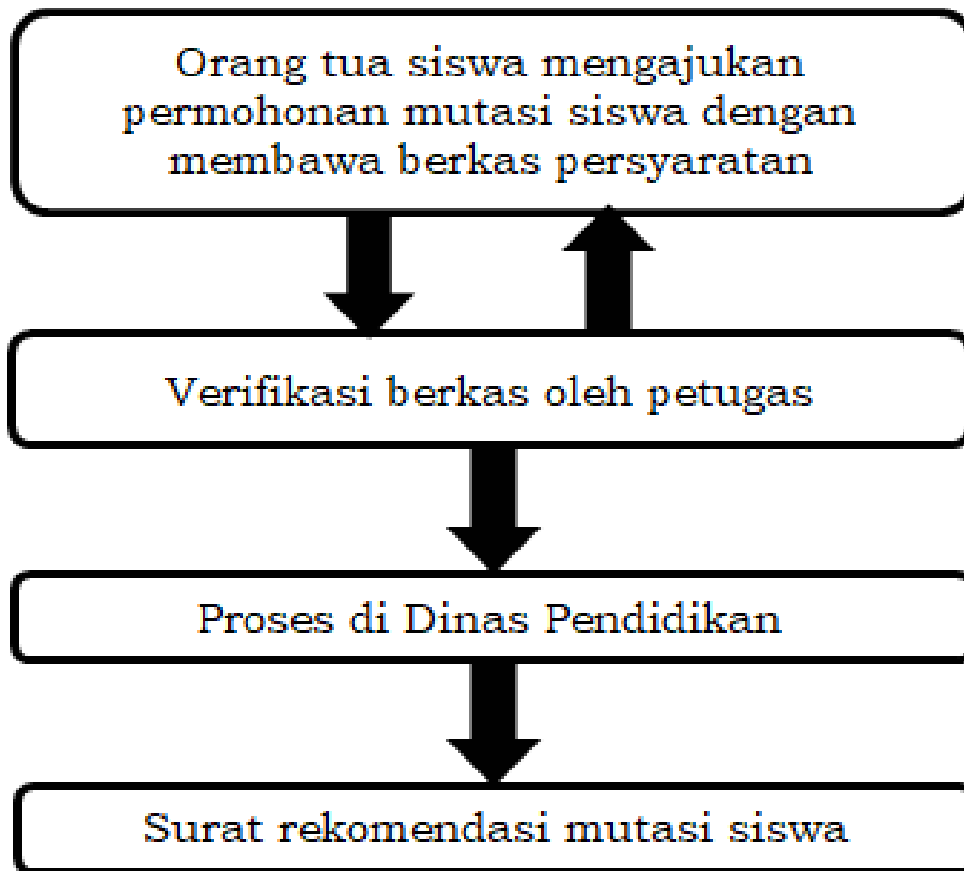 Orang tua siswa mengajukan
permohonan mutasi siswa dengan
membawa berkas persyaratan
Verifikasi berkas oleh petugas
Proses di Dinas Pendidikan
Surat rekomendasi mutasi siswa